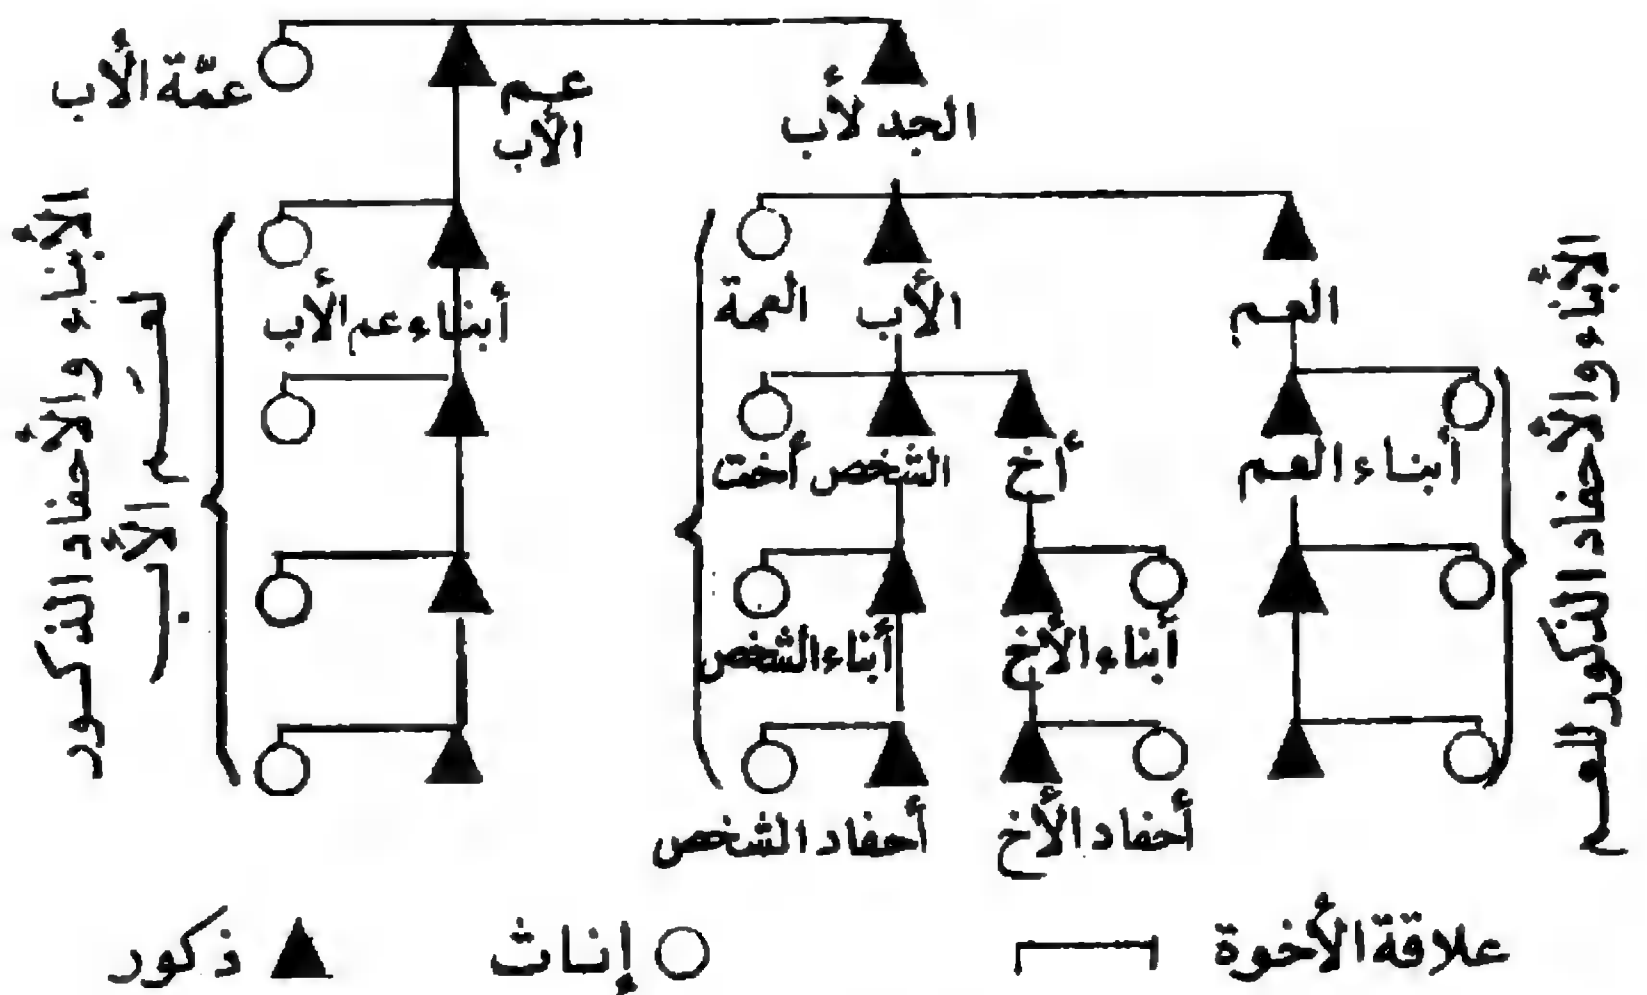 الجد لأب
عم
الأب
عمّة الأب
العم
الأب
العمة
أبناء عم الأب
أبناء العم
أخ
الشخص
أخت
أبناء الأخ
أبناء الشخص
أحفاد الأخ
أحفاد الشخص
الأبناء والأحفاد الذكور للعم
الأبناء والأحفاد الذكور
لعم الأب
علاقة الأخوة
إناث
ذكور